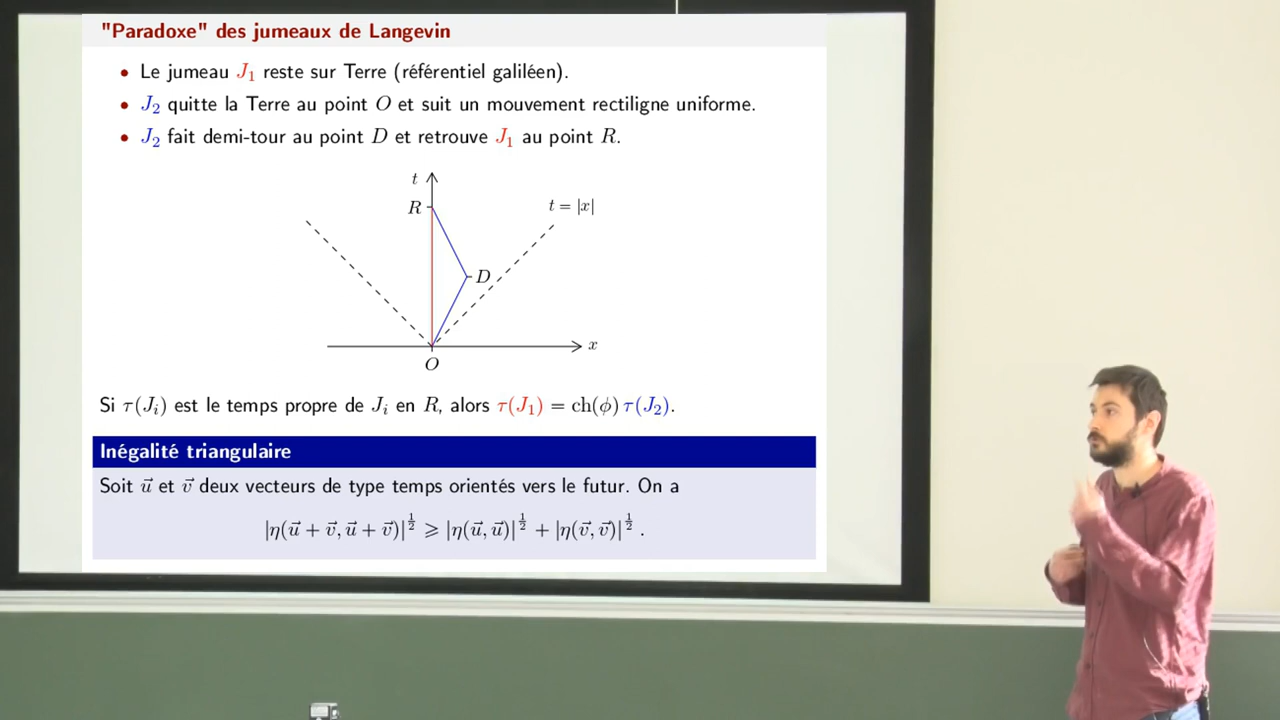 "Paradoxe" des jumeaux de Langevin
• Le jumeau J₁ reste sur Terre (référentiel galiléen).
• J₂ quitte la Terre au point O et suit un mouvement rectiligne uniforme.
• J₂ fait demi-tour au point D et retrouve J₁ au point R.
t
R
t = |x|
D
x
O
Si τ(Jᵢ) est le temps propre de Jᵢ en R, alors τ(J₁) = ch(ϕ) τ(J₂).
Inégalité triangulaire
Soit u⃗ et v⃗ deux vecteurs de type temps orientés vers le futur. On a
|η(u⃗ + v⃗, u⃗ + v⃗)|^½ ⩾ |η(u⃗, u⃗)|^½ + |η(v⃗, v⃗)|^½ .